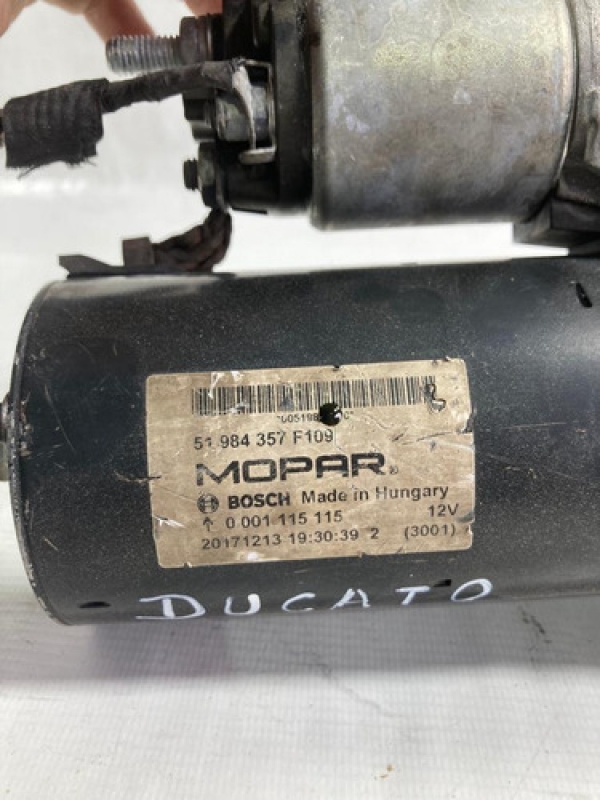 51 984 357 F109
MOPAR®
BOSCH Made in Hungary
0 001 115 115 12V
20171213 19:30:39 2 (3001)
DUCATO